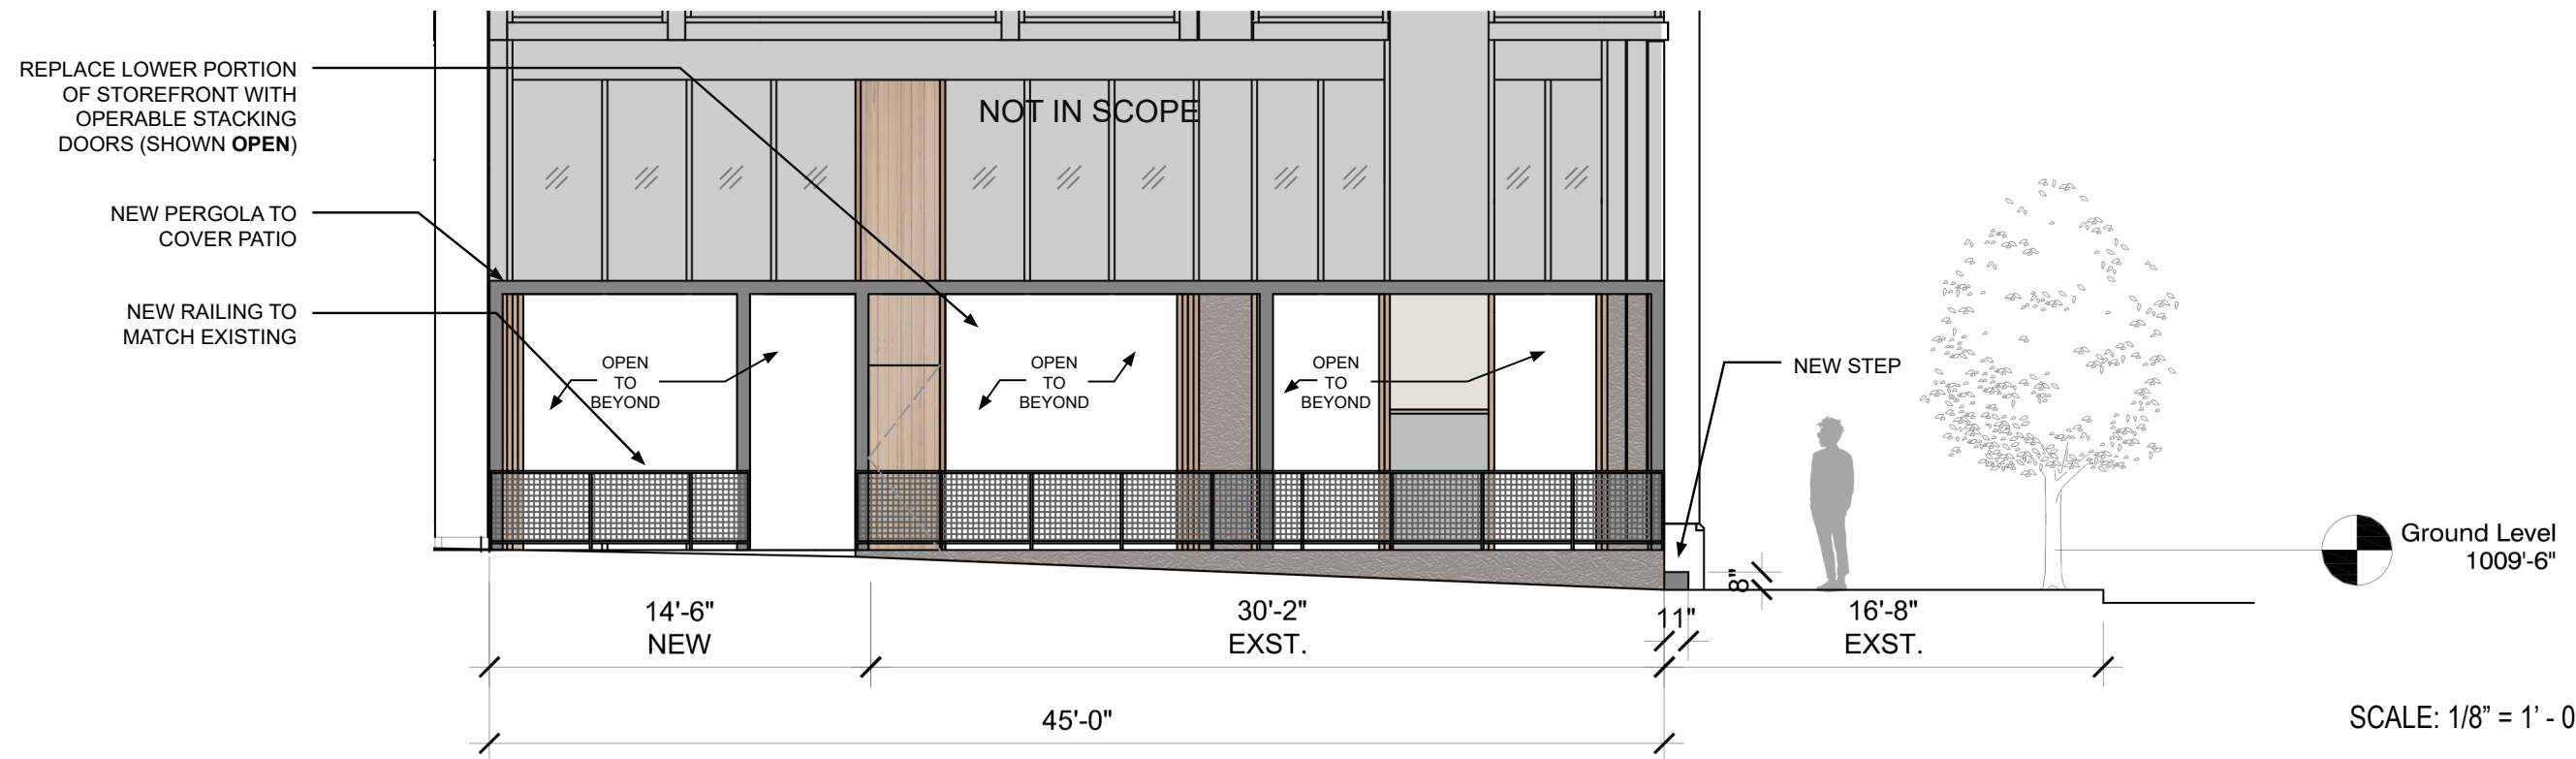 REPLACE LOWER PORTION
OF STOREFRONT WITH
OPERABLE STACKING
DOORS (SHOWN OPEN)
NOT IN SCOPE
NEW PERGOLA TO
COVER PATIO
NEW RAILING TO
MATCH EXISTING
OPEN
TO
BEYOND
OPEN
TO
BEYOND
OPEN
TO
BEYOND
NEW STEP
Ground Level
1009'-6"
8"
14'-6"
NEW
30'-2"
EXST.
11"
16'-8"
EXST.
45'-0"
SCALE: 1/8” = 1’ - 0